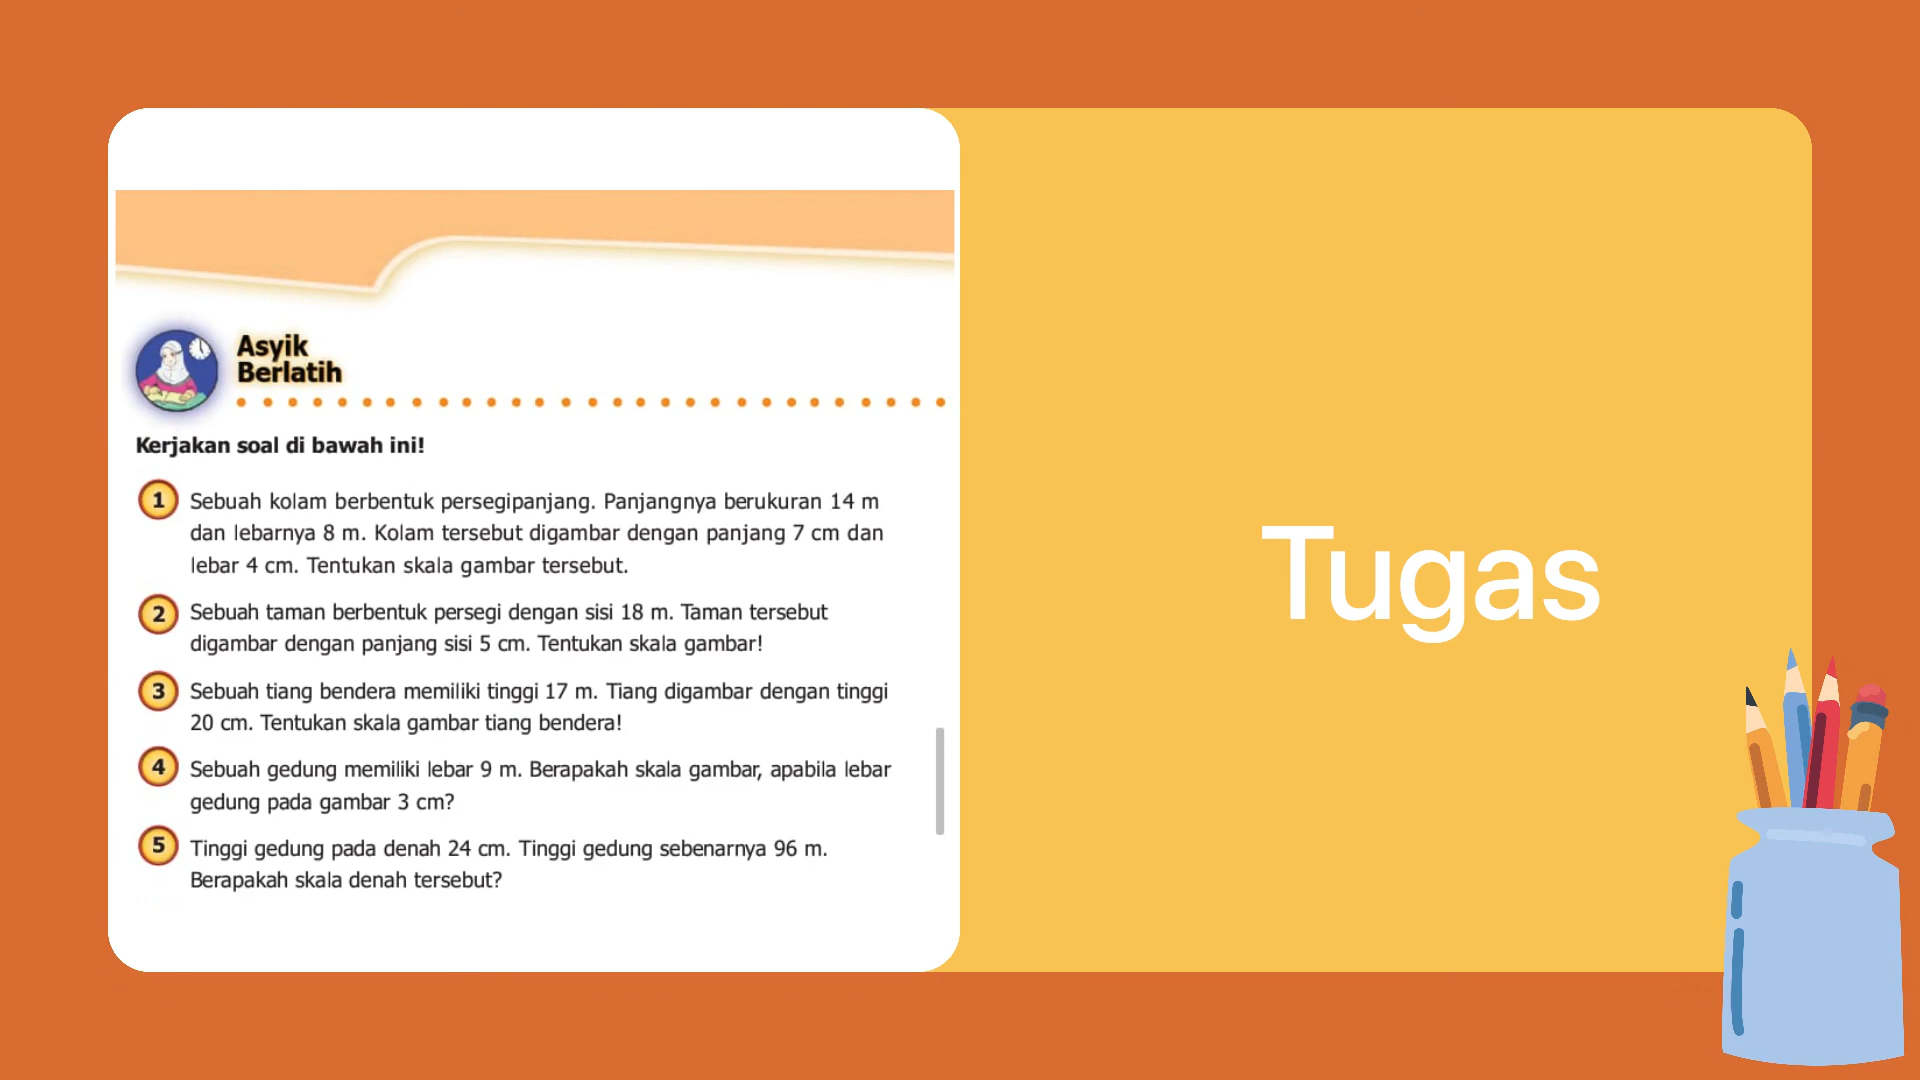 Asyik
Berlatih
Kerjakan soal di bawah ini!
1 Sebuah kolam berbentuk persegipanjang. Panjangnya berukuran 14 m
dan lebarnya 8 m. Kolam tersebut digambar dengan panjang 7 cm dan
lebar 4 cm. Tentukan skala gambar tersebut.
2 Sebuah taman berbentuk persegi dengan sisi 18 m. Taman tersebut
digambar dengan panjang sisi 5 cm. Tentukan skala gambar!
3 Sebuah tiang bendera memiliki tinggi 17 m. Tiang digambar dengan tinggi
20 cm. Tentukan skala gambar tiang bendera!
4 Sebuah gedung memiliki lebar 9 m. Berapakah skala gambar, apabila lebar
gedung pada gambar 3 cm?
5 Tinggi gedung pada denah 24 cm. Tinggi gedung sebenarnya 96 m.
Berapakah skala denah tersebut?
Tugas